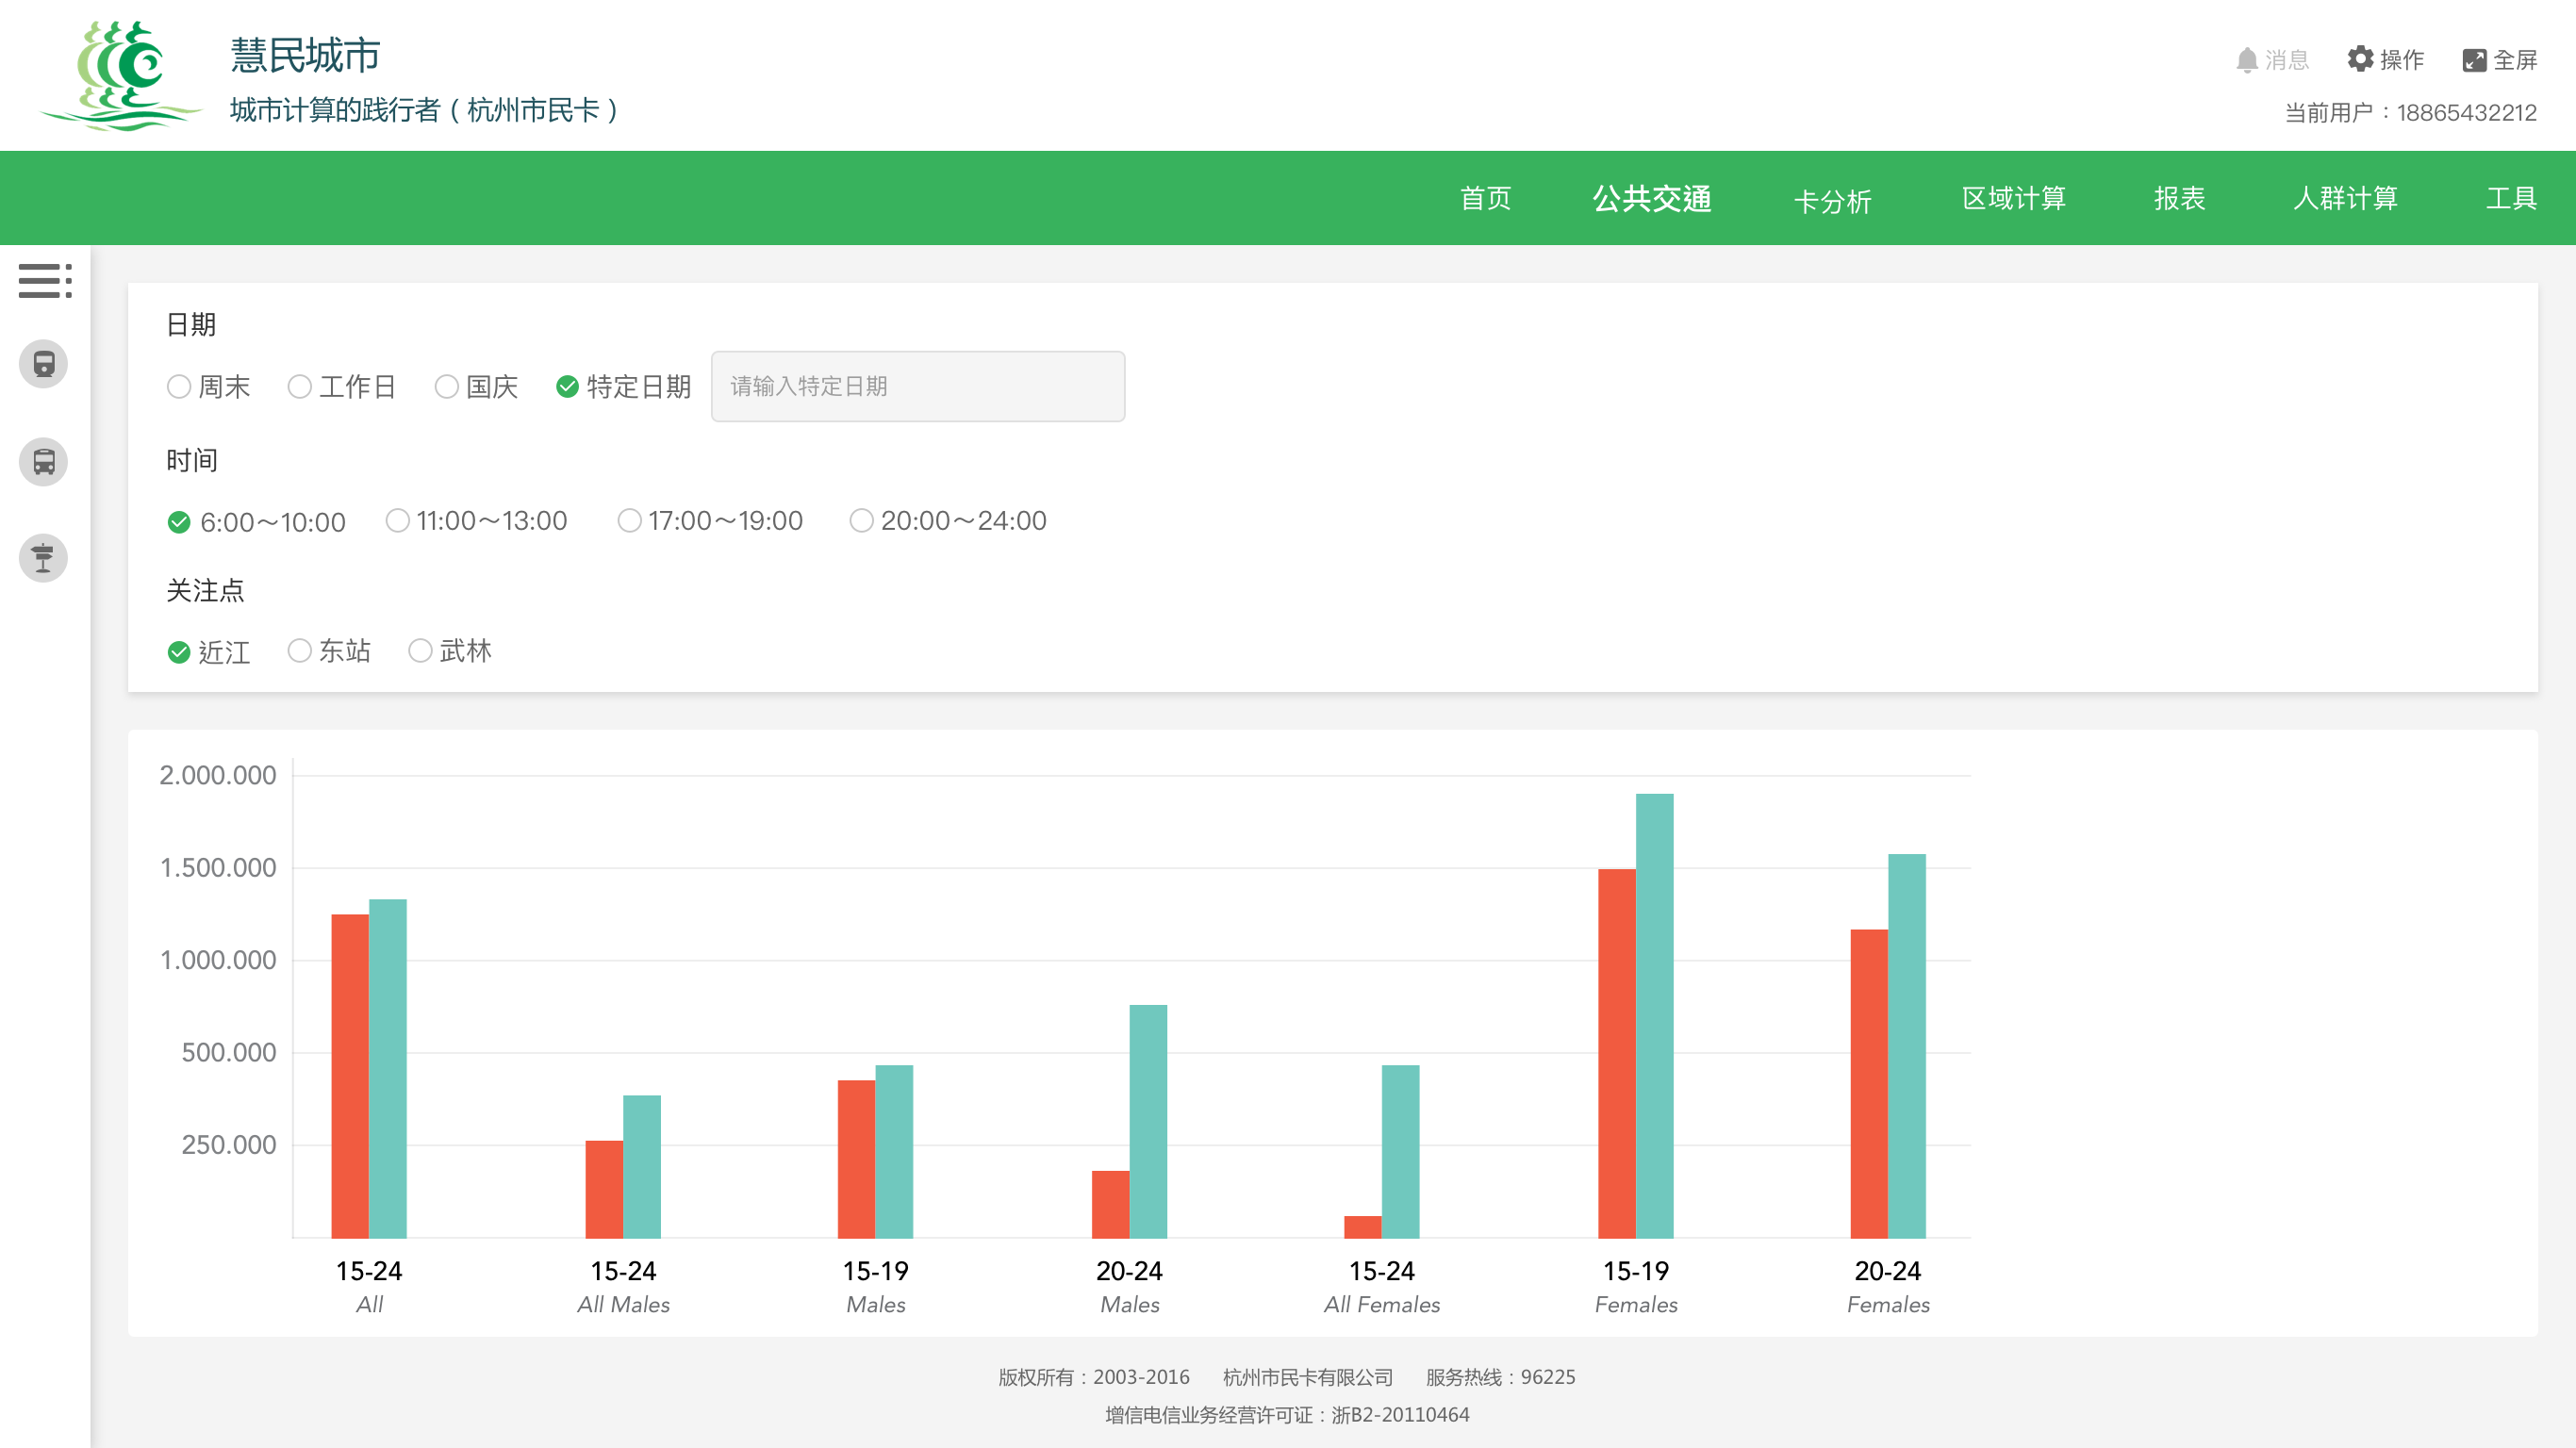 慧民城市
城市计算的践行者（杭州市民卡）
消息 操作 全屏
当前用户：18865432212
首页 公共交通 卡分析 区域计算 报表 人群计算 工具
日期
周末 工作日 国庆 特定日期 请输入特定日期
时间
6:00～10:00 11:00～13:00 17:00～19:00 20:00～24:00
关注点
近江 东站 武林
2.000.000
1.500.000
1.000.000
500.000
250.000
15-24 15-24 15-19 20-24 15-24 15-19 20-24
All All Males Males Males All Females Females Females
版权所有：2003-2016 杭州市民卡有限公司 服务热线：96225
增信电信业务经营许可证：浙B2-20110464